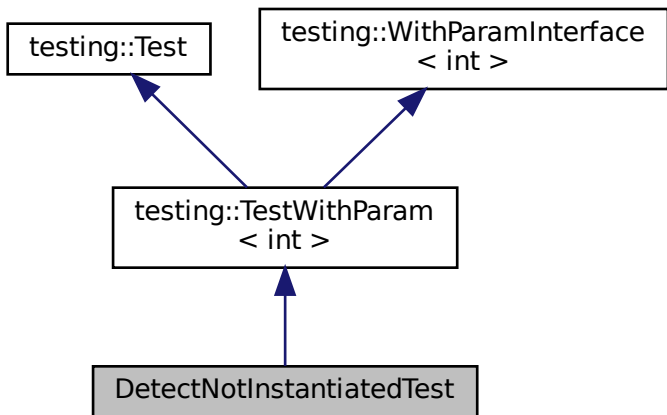 testing::Test
testing::WithParamInterface
< int >
testing::TestWithParam
< int >
DetectNotInstantiatedTest